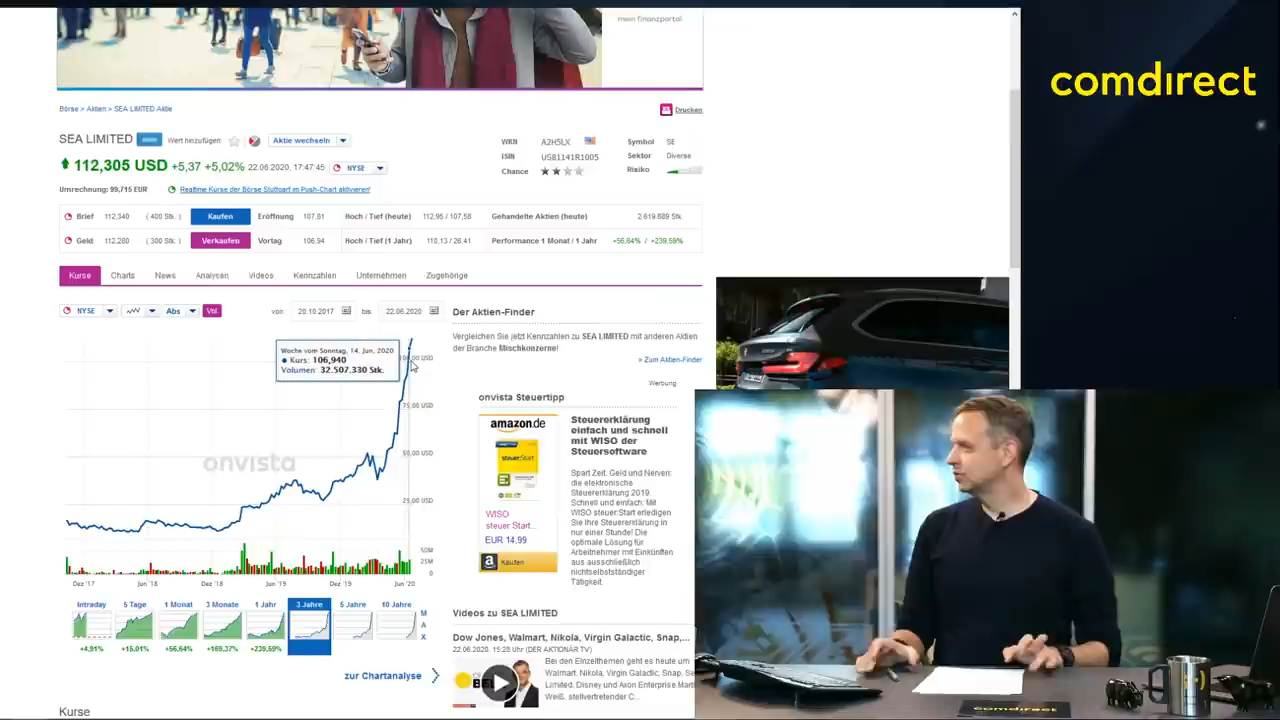 mein finanzportal
comdirect
Börse > Aktien > SEA LIMITED Aktie
Drucken
SEA LIMITED
Wert hinzufügen:
Aktie wechseln
WKN A2H5LX
Symbol SE
112,305 USD +5,37 +5,02% 22.06.2020, 17:47:45 NYSE
ISIN US81141R1005
Sektor Diverse
Chance
Risiko
Umrechnung: 99,715 EUR
Realtime Kurse der Börse Stuttgart im Push-Chart aktivieren!
Brief 112,340 (400 Stk.) Kaufen Eröffnung 107,81 Hoch / Tief (heute) 112,95 / 107,58 Gehandelte Aktien (heute) 2.619.689 Stk.
Geld 112,280 (300 Stk.) Verkaufen Vortag 106,94 Hoch / Tief (1 Jahr) 110,13 / 26,41 Performance 1 Monat / 1 Jahr +56,64% / +239,59%
Kurse Charts News Analysen Videos Kennzahlen Unternehmen Zugehörige
NYSE Abs Vol. von 20.10.2017 bis 22.06.2020
Woche vom Sonntag, 14. Jun, 2020
Kurs: 106,940
Volumen: 32.507.330 Stk.
75,00 USD
50,00 USD
25,00 USD
onvista
50M
25M
0
Dez '17 Jun '18 Dez '18 Jun '19 Dez '19 Jun '20
Intraday 5 Tage 1 Monat 3 Monate 1 Jahr 3 Jahre 5 Jahre 10 Jahre
M
A
X
+4,91% +15,01% +56,64% +169,37% +239,59%
zur Chartanalyse
Kurse
Der Aktien-Finder
Vergleichen Sie jetzt Kennzahlen zu SEA LIMITED mit anderen Aktien
der Branche Mischkonzerne!
» Zum Aktien-Finder
Werbung
onvista Steuertipp
amazon.de
steuerStart
WISO
steuer:Start...
EUR 14,99
Kaufen
Steuererklärung
einfach und schnell
mit WISO der
Steuersoftware
Spart Zeit, Geld und Nerven:
die elektronische
Steuererklärung 2019.
Schnell und einfach: Mit
WISO steuer:Start erledigen
Sie Ihre Steuererklärung in
nur einer Stunde! Die
optimale Lösung für
Arbeitnehmer mit Einkünften
aus ausschließlich
nichtselbstständiger
Tätigkeit.
Videos zu SEA LIMITED
Dow Jones, Walmart, Nikola, Virgin Galactic, Snap,...
22.06.2020, 15:28 Uhr (DER AKTIONÄR TV)
Bei den Einzelthemen geht es heute um
Walmart, Nikola, Virgin Galactic, Snap, Se
Limited, Disney und Axon Enterprise. Mart
Weiß, stellvertretender C...
comdirect